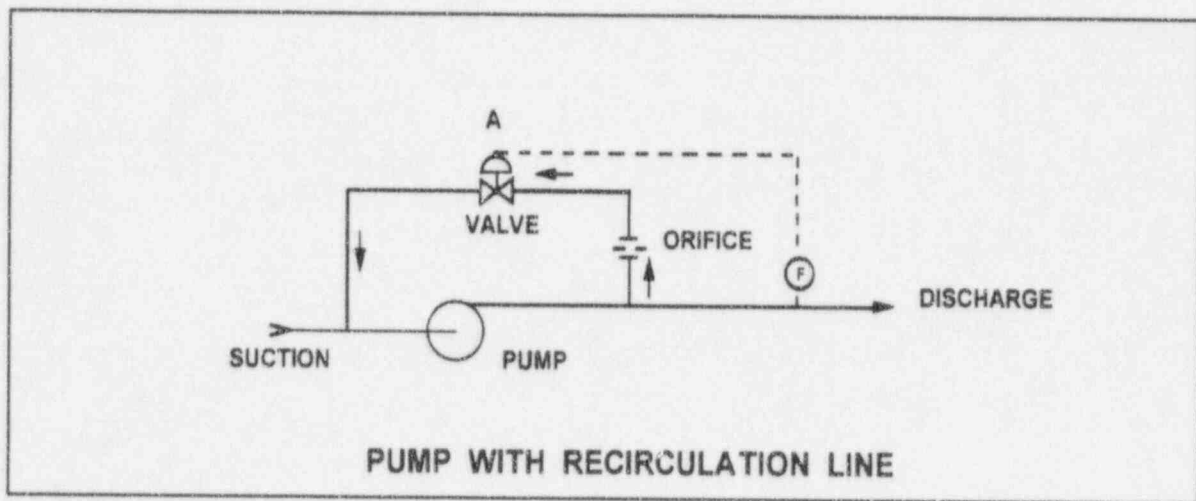 A
VALVE
ORIFICE
F
DISCHARGE
SUCTION
PUMP
PUMP WITH RECIRCULATION LINE